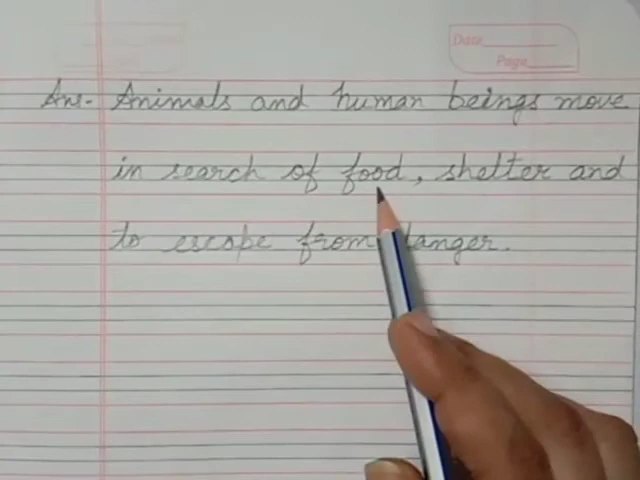 Date
Page
Ans- Animals and human beings move
in search of food, shelter and
to escape from danger.